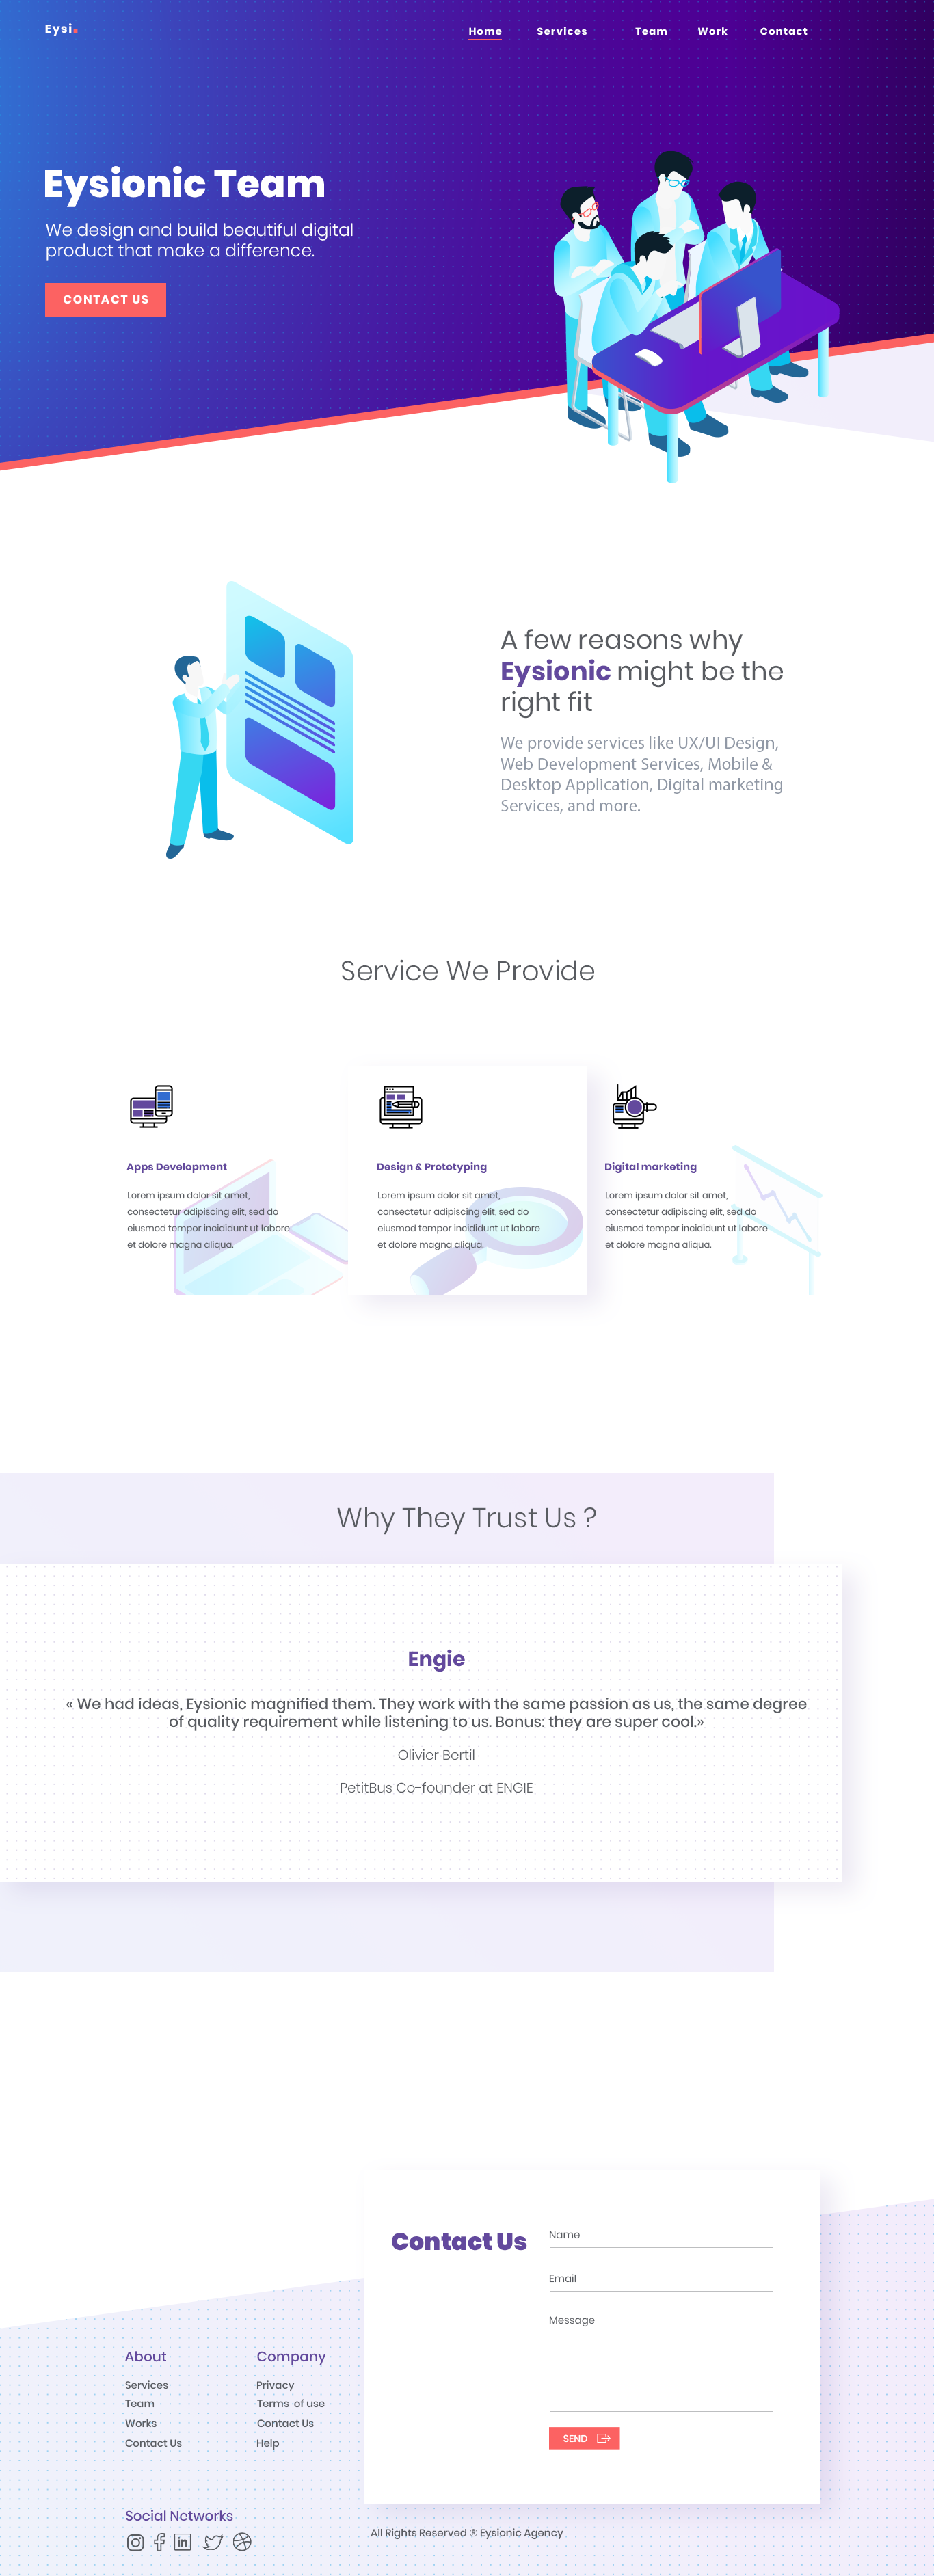 Eysi.
Home Services Team Work Contact
Eysionic Team
We design and build beautiful digital
product that make a difference.
CONTACT US
A few reasons why
Eysionic might be the
right fit
We provide services like UX/UI Design,
Web Development Services, Mobile &
Desktop Application, Digital marketing
Services, and more.
Service We Provide
Apps Development
Lorem ipsum dolor sit amet,
consectetur adipiscing elit, sed do
eiusmod tempor incididunt ut labore
et dolore magna aliqua.
Design & Prototyping
Lorem ipsum dolor sit amet,
consectetur adipiscing elit, sed do
eiusmod tempor incididunt ut labore
et dolore magna aliqua.
Digital marketing
Lorem ipsum dolor sit amet,
consectetur adipiscing elit, sed do
eiusmod tempor incididunt ut labore
et dolore magna aliqua.
Why They Trust Us ?
Engie
« We had ideas, Eysionic magnified them. They work with the same passion as us, the same degree
of quality requirement while listening to us. Bonus: they are super cool.»
Olivier Bertil
PetitBus Co-founder at ENGIE
Contact Us
Name
Email
Message
SEND
About
Services
Team
Works
Contact Us
Company
Privacy
Terms of use
Contact Us
Help
Social Networks
in
All Rights Reserved ® Eysionic Agency